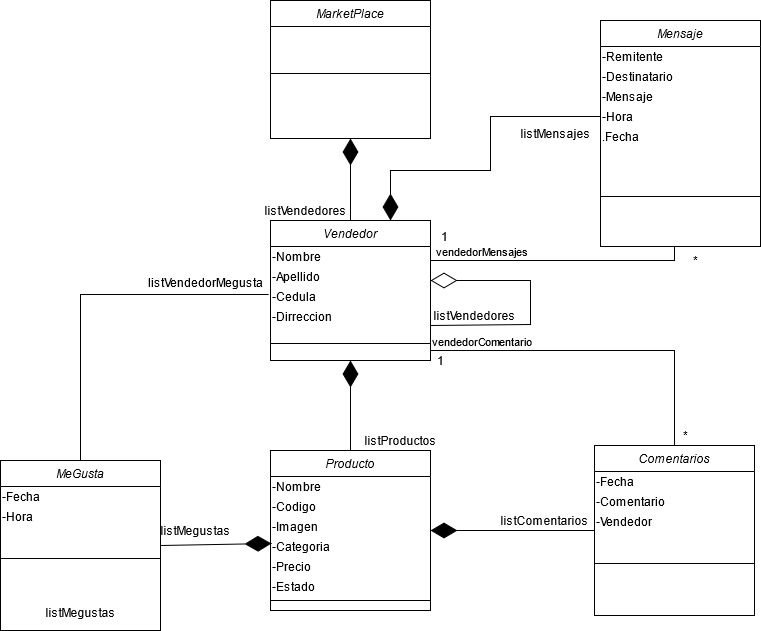 MarketPlace
Mensaje
-Remitente
-Destinatario
-Mensaje
-Hora
.Fecha
listMensajes
listVendedores
Vendedor
-Nombre
-Apellido
-Cedula
-Dirreccion
1
vendedorMensajes
*
listVendedores
vendedorComentario
1
*
listVendedorMegusta
listProductos
MeGusta
-Fecha
-Hora
listMegustas
listMegustas
Producto
-Nombre
-Codigo
-Imagen
-Categoria
-Precio
-Estado
listComentarios
Comentarios
-Fecha
-Comentario
-Vendedor